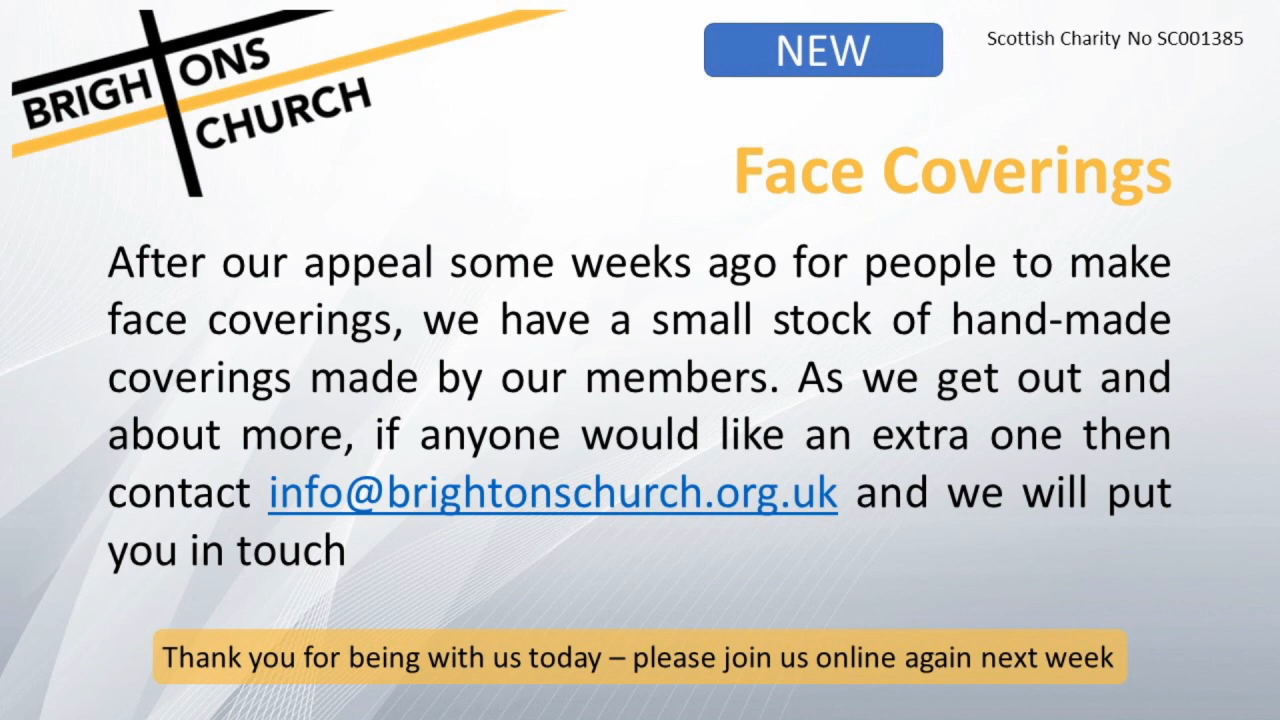 BRIGHTONS
CHURCH
NEW
Scottish Charity No SC001385
Face Coverings
After our appeal some weeks ago for people to make
face coverings, we have a small stock of hand-made
coverings made by our members. As we get out and
about more, if anyone would like an extra one then
contact info@brightonschurch.org.uk and we will put
you in touch
Thank you for being with us today – please join us online again next week